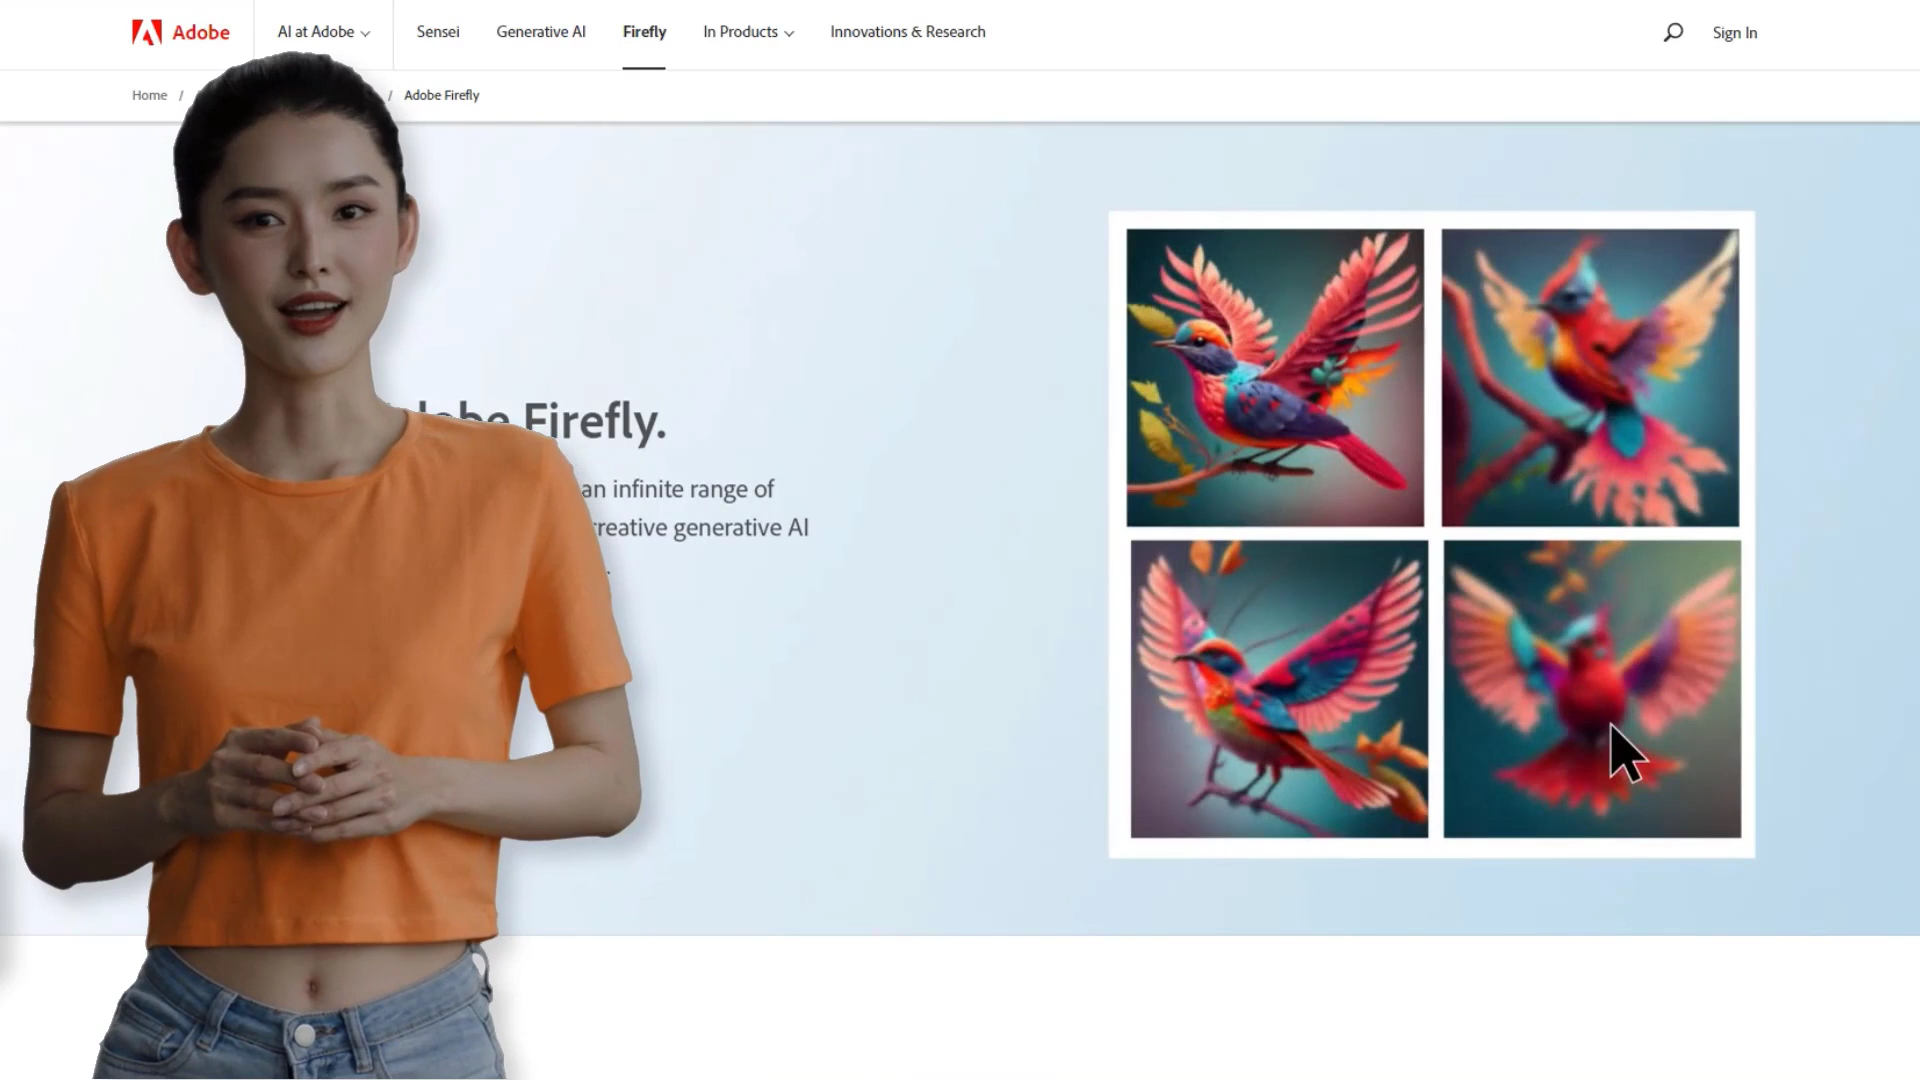 Adobe
AI at Adobe
Sensei
Generative AI
Firefly
In Products
Innovations & Research
Sign In
Home / / Adobe Firefly
Firefly.
an infinite range of
creative generative AI